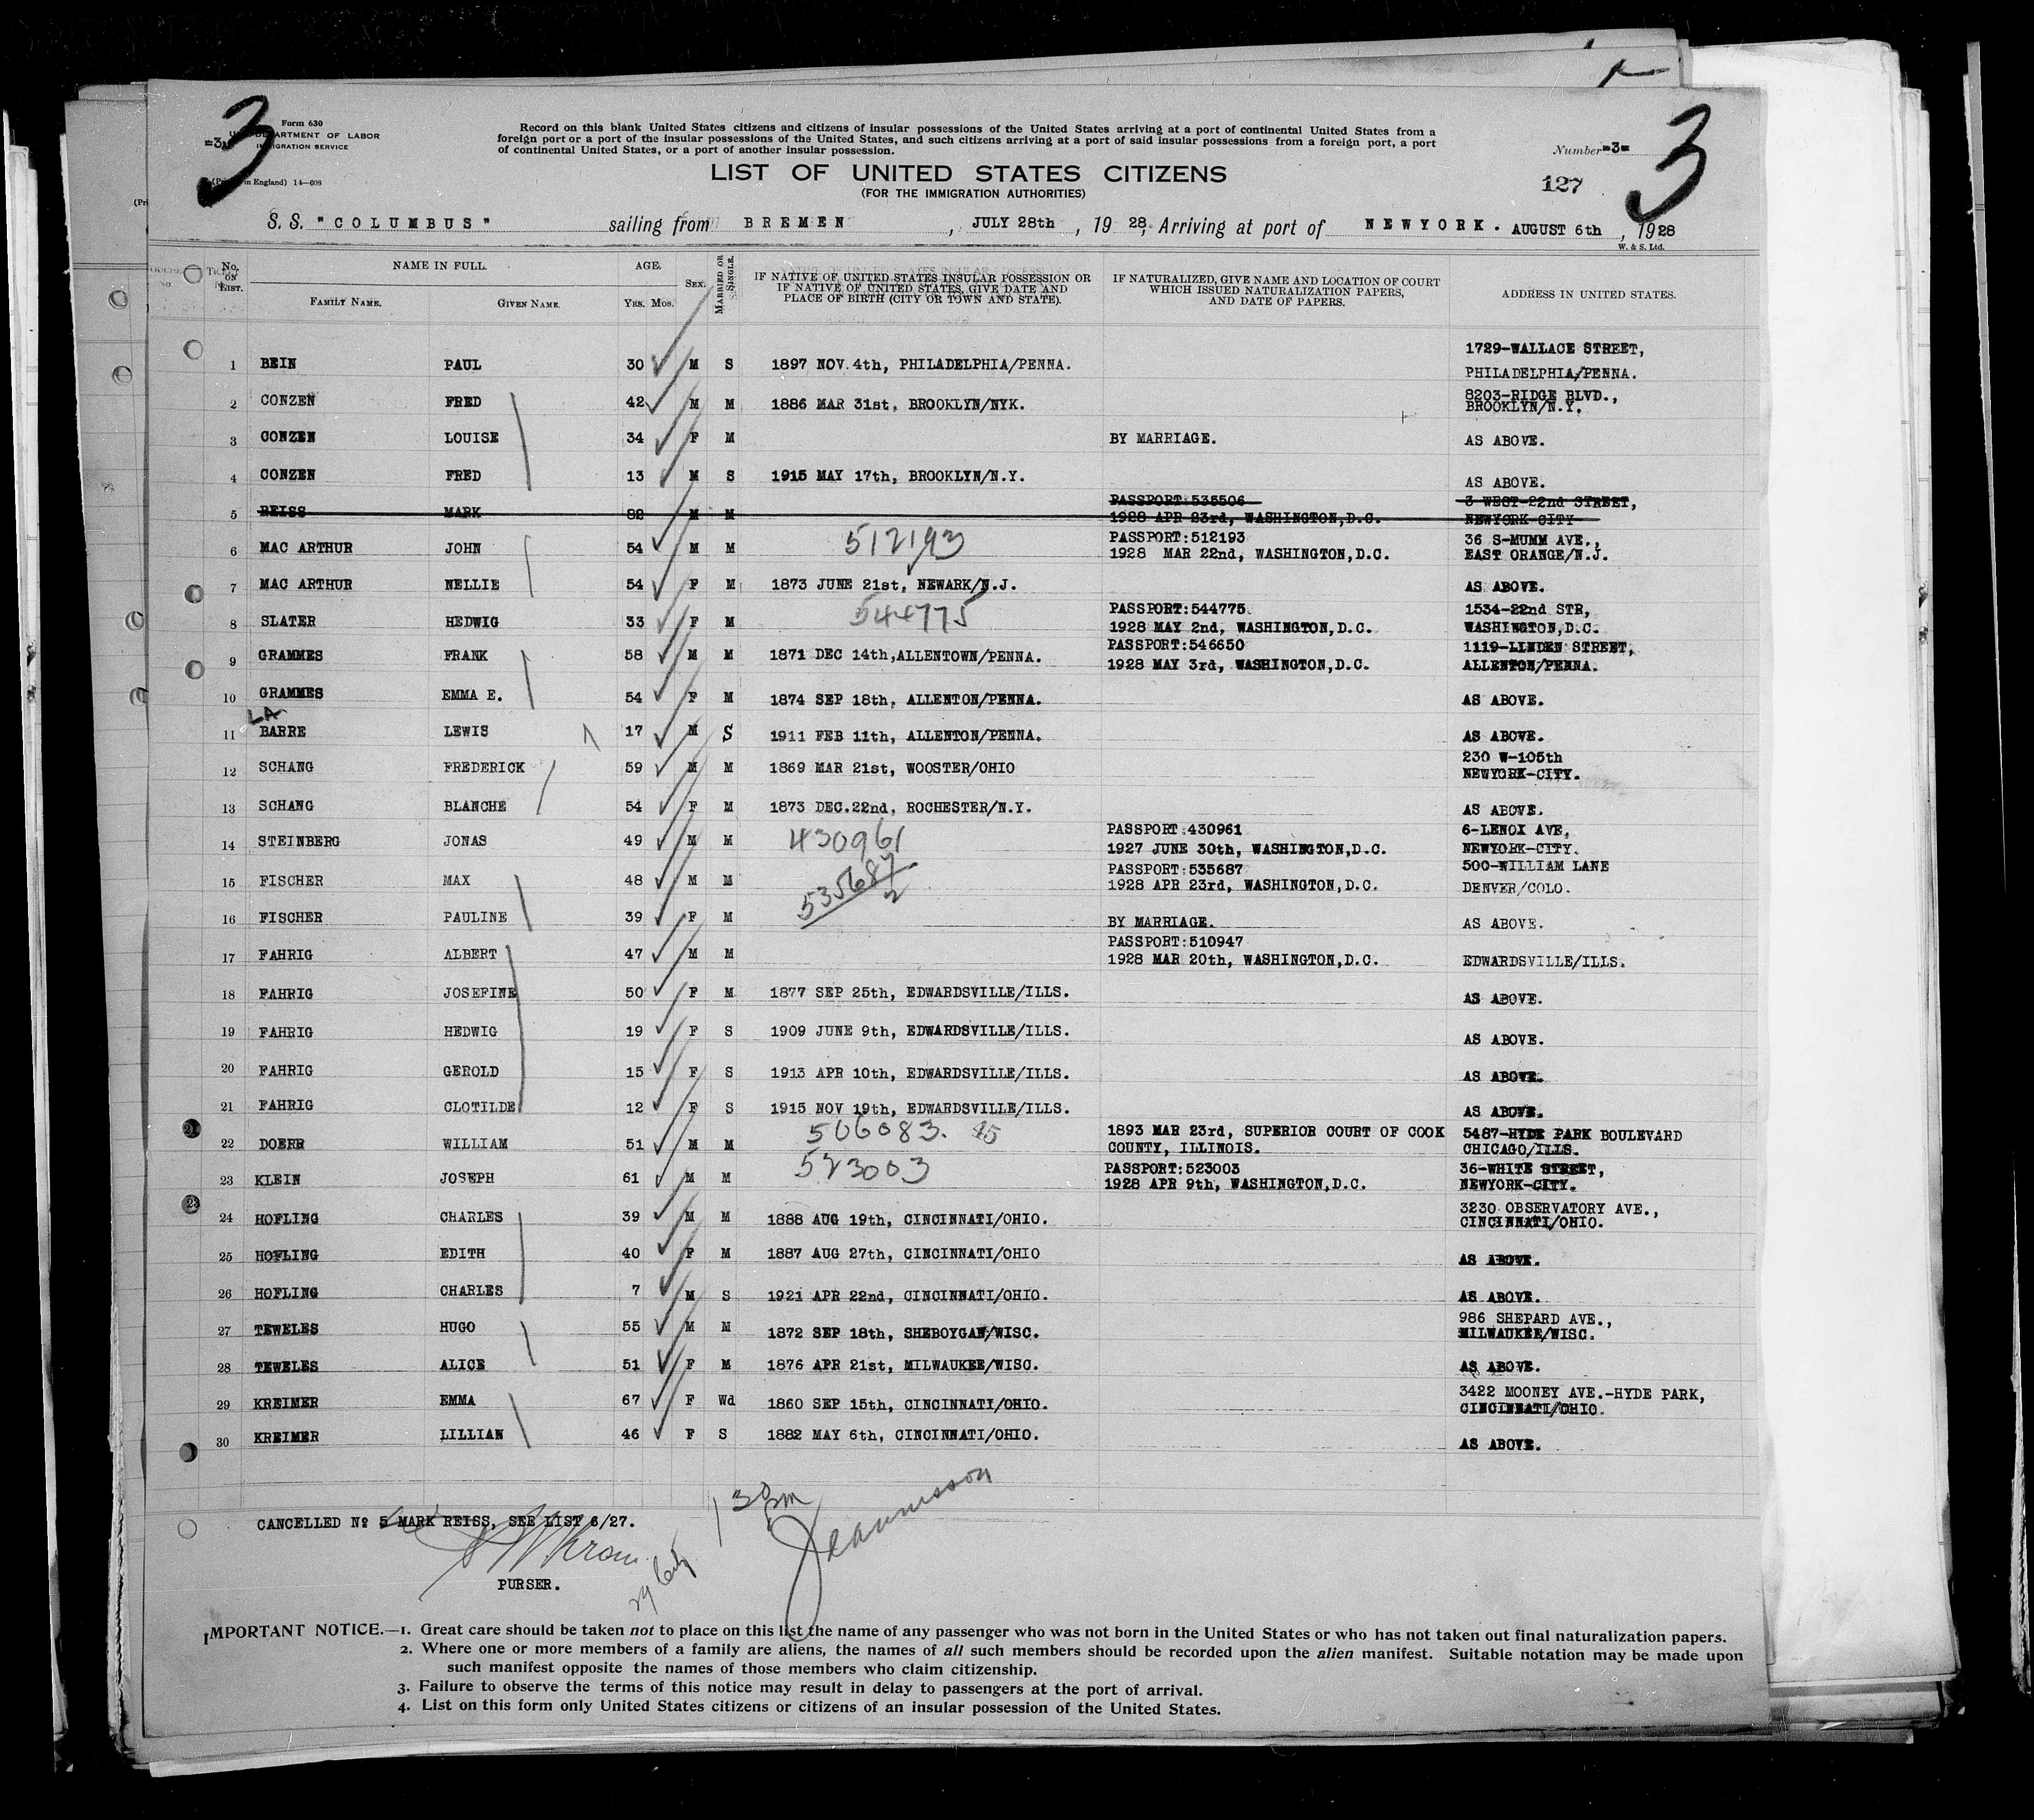 3
3
Form 630
-3-
DEPARTMENT OF LABOR
IMMIGRATION SERVICE
in England) 14—608
Record on this blank United States citizens and citizens of insular possessions of the United States arriving at a port of continental United States from a
foreign port or a port of the insular possessions of the United States, and such citizens arriving at a port of said insular possessions from a foreign port, a port
of continental United States, or a port of another insular possession.
Number -3-
LIST OF UNITED STATES CITIZENS
(FOR THE IMMIGRATION AUTHORITIES)
127
S. S. "COLUMBUS" sailing from BREMEN, JULY 28th, 1928, Arriving at port of NEWYORK. AUGUST 6th, 1928
W. & S. Ltd.
No. ON LIST. NAME IN FULL. AGE. SEX. MARRIED OR SINGLE. IF NATIVE OF UNITED STATES INSULAR POSSESSION OR IF NATIVE OF UNITED STATES, GIVE DATE AND PLACE OF BIRTH (CITY OR TOWN AND STATE). IF NATURALIZED, GIVE NAME AND LOCATION OF COURT WHICH ISSUED NATURALIZATION PAPERS, AND DATE OF PAPERS. ADDRESS IN UNITED STATES.
FAMILY NAME. GIVEN NAME. YRS. MOS.
1 BEIN PAUL 30 M S 1897 NOV.4th, PHILADELPHIA/PENNA. 1729-WALLACE STREET, PHILADELPHIA/PENNA.
2 CONZEN FRED 42 M M 1886 MAR 31st, BROOKLYN/NYK. 8203-RIDGE BLVD., BROOKLYN/N.Y.
3 CONZEN LOUISE 34 F M BY MARRIAGE. AS ABOVE.
4 CONZEN FRED 13 M S 1915 MAY 17th, BROOKLYN/N.Y. AS ABOVE.
5 REISS MARK 82 M M PASSPORT:535506 1928 APR 23rd, WASHINGTON,D.C. 3 WEST-22nd STREET, NEWYORK-CITY
6 MAC ARTHUR JOHN 54 M M 512193 PASSPORT:512193 1928 MAR 22nd, WASHINGTON,D.C. 36 S-MUMM AVE., EAST ORANGE/N.J.
7 MAC ARTHUR NELLIE 54 F M 1873 JUNE 21st, NEWARK/N.J. AS ABOVE.
8 SLATER HEDWIG 33 F M 544775 PASSPORT:544775. 1928 MAY 2nd, WASHINGTON,D.C. 1534-22nd STR, WASHINGTON,D.C.
9 GRAMMES FRANK 58 M M 1871 DEC 14th,ALLENTOWN/PENNA. PASSPORT:546650 1928 MAY 3rd, WASHINGTON,D.C. 1119-LINDEN STREET, ALLENTON/PENNA.
10 GRAMMES EMMA E. 54 F M 1874 SEP 18th, ALLENTON/PENNA. AS ABOVE.
11 LA BARRE LEWIS 17 M S 1911 FEB 11th, ALLENTON/PENNA. AS ABOVE.
12 SCHANG FREDERICK 59 M M 1869 MAR 21st, WOOSTER/OHIO 230 W-105th NEWYORK-CITY.
13 SCHANG BLANCHE 54 F M 1873 DEC.22nd, ROCHESTER/N.Y. AS ABOVE.
14 STEINBERG JONAS 49 M M 430961 PASSPORT:430961 1927 JUNE 30th, WASHINGTON,D.C. 6-LENOX AVE, NEWYORK-CITY.
15 FISCHER MAX 48 M M 535687 2 PASSPORT:535687 1928 APR 23rd, WASHINGTON,D.C. 500-WILLIAM LANE DENVER/COLO.
16 FISCHER PAULINE 39 F M BY MARRIAGE. AS ABOVE.
17 FAHRIG ALBERT 47 M M PASSPORT:510947 1928 MAR 20th, WASHINGTON,D.C. EDWARDSVILLE/ILLS.
18 FAHRIG JOSEFINE 50 F M 1877 SEP 25th, EDWARDSVILLE/ILLS. AS ABOVE.
19 FAHRIG HEDWIG 19 F S 1909 JUNE 9th, EDWARDSVILLE/ILLS. AS ABOVE.
20 FAHRIG GEROLD 15 F S 1913 APR 10th, EDWARDSVILLE/ILLS. AS ABOVE.
21 FAHRIG CLOTILDE 12 F S 1915 NOV 19th, EDWARDSVILLE/ILLS. AS ABOVE.
22 DOERR WILLIAM 51 M M 506083. 1893 MAR 23rd, SUPERIOR COURT OF COOK COUNTY, ILLINOIS. 5487-HYDE PARK BOULEVARD CHICAGO/ILLS.
23 KLEIN JOSEPH 61 M M 523003 PASSPORT:523003 1928 APR 9th, WASHINGTON,D.C. 36-WHITE STREET, NEWYORK-CITY.
24 HOFLING CHARLES 39 M M 1888 AUG 19th, CINCINNATI/OHIO. 3230 OBSERVATORY AVE., CINCINNATI/OHIO.
25 HOFLING EDITH 40 F M 1887 AUG 27th, CINCINNATI/OHIO AS ABOVE.
26 HOFLING CHARLES 7 M S 1921 APR 22nd, CINCINNATI/OHIO. AS ABOVE.
27 TEWELES HUGO 55 M M 1872 SEP 18th, SHEBOYGAN/WISC. 986 SHEPARD AVE., MILWAUKEE/WISC.
28 TEWELES ALICE 51 F M 1876 APR 21st, MILWAUKEE/WISC. AS ABOVE.
29 KREIMER EMMA 67 F Wd 1860 SEP 15th, CINCINNATI/OHIO. 3422 MOONEY AVE.-HYDE PARK, CINCINNATI/OHIO.
30 KREIMER LILLIAN 46 F S 1882 MAY 6th, CINCINNATI/OHIO. AS ABOVE.
CANCELLED No 5 MARK REISS, SEE LIST 6/27.
1 30 pm
PURSER.
IMPORTANT NOTICE.—1. Great care should be taken not to place on this list the name of any passenger who was not born in the United States or who has not taken out final naturalization papers.
2. Where one or more members of a family are aliens, the names of all such members should be recorded upon the alien manifest. Suitable notation may be made upon
such manifest opposite the names of those members who claim citizenship.
3. Failure to observe the terms of this notice may result in delay to passengers at the port of arrival.
4. List on this form only United States citizens or citizens of an insular possession of the United States.